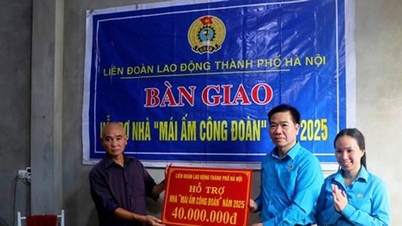 LIÊN ĐOÀN LAO ĐỘNG THÀNH PHỐ HÀ NỘI
BÀN GIAO
NHÀ "MÁI ẤM CÔNG ĐOÀN" 2025
LIÊN ĐOÀN LAO ĐỘNG THÀNH PHỐ HÀ NỘI
HỖ TRỢ
NHÀ "MÁI ẤM CÔNG ĐOÀN" NĂM 2025
40.000.000đ